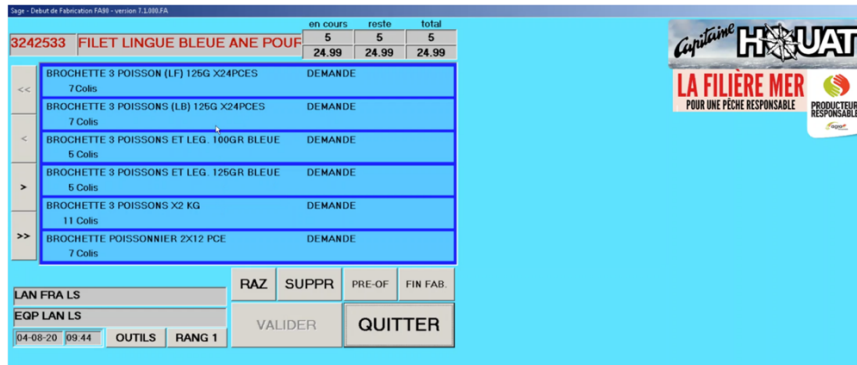 Sage - Debut de Fabrication FA90 - version 7.1.000.FA
en cours reste total
3242533 FILET LINGUE BLEUE ANE POUF 5 5 5
24.99 24.99 24.99
<<
BROCHETTE 3 POISSON (LF) 125G X24PCES DEMANDE
7 Colis
BROCHETTE 3 POISSONS (LB) 125G X24PCES DEMANDE
7 Colis
<
BROCHETTE 3 POISSONS ET LEG. 100GR BLEUE DEMANDE
5 Colis
BROCHETTE 3 POISSONS ET LEG. 125GR BLEUE DEMANDE
>
5 Colis
BROCHETTE 3 POISSONS X2 KG DEMANDE
11 Colis
>>
BROCHETTE POISSONNIER 2X12 PCE DEMANDE
7 Colis
RAZ SUPPR PRE-OF FIN FAB.
LAN FRA LS
EQP LAN LS
VALIDER QUITTER
04-08-20 09:44 OUTILS RANG 1
Capitaine HOUAT
LA FILIÈRE MER
POUR UNE PÊCHE RESPONSABLE
PRODUCTEUR
RESPONSABLE